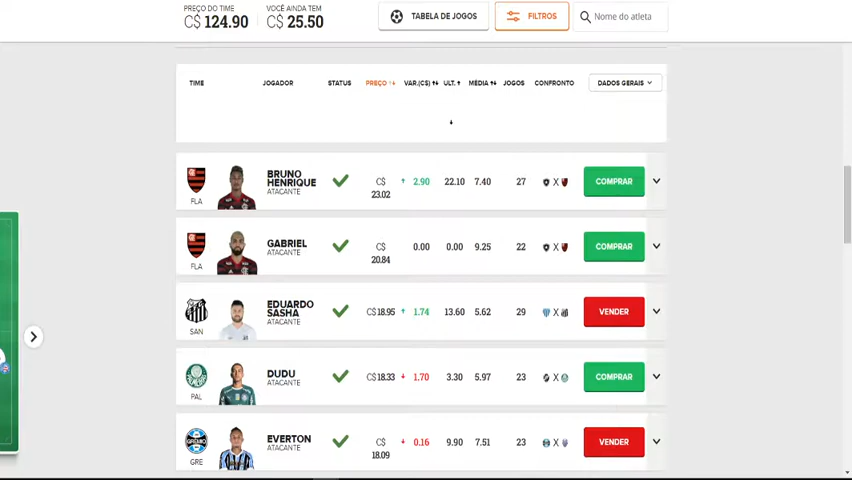 PREÇO DO TIME
C$ 124.90
VOCÊ AINDA TEM
C$ 25.50
TABELA DE JOGOS
FILTROS
Nome do atleta
TIME JOGADOR STATUS PREÇO VAR.(C$) ULT. MÉDIA JOGOS CONFRONTO DADOS GERAIS
FLA
BRUNO
HENRIQUE
ATACANTE
C$
23.02
2.90 22.10 7.40 27 X COMPRAR
FLA
GABRIEL
ATACANTE
C$
20.84
0.00 0.00 9.25 22 X COMPRAR
SAN
EDUARDO
SASHA
ATACANTE
C$ 18.95 1.74 13.60 5.62 29 X VENDER
PAL
DUDU
ATACANTE
C$ 18.33 1.70 3.30 5.97 23 X COMPRAR
GRE
EVERTON
ATACANTE
C$
18.09
0.16 9.90 7.51 23 X VENDER